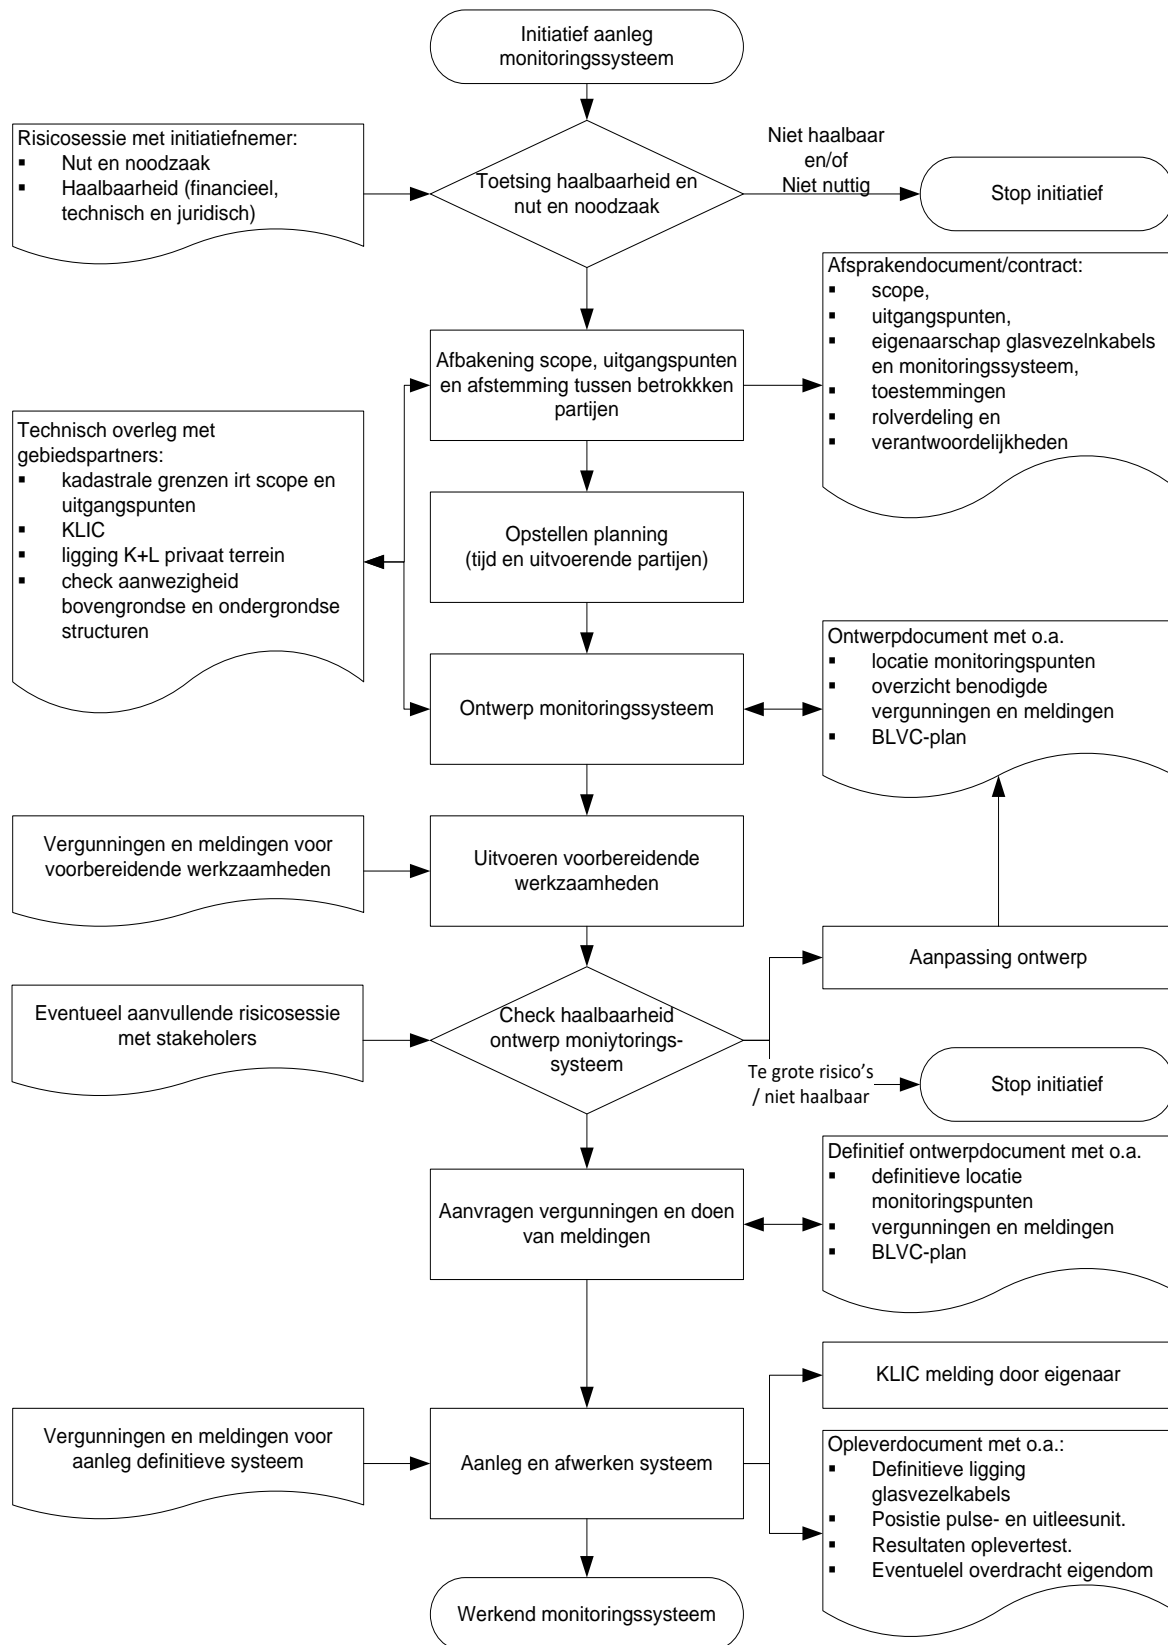 Initiatief aanleg
monitoringssysteem
Risicosessie met initiatiefnemer:
▪ Nut en noodzaak
▪ Haalbaarheid (financieel,
technisch en juridisch)
Toetsing haalbaarheid en
nut en noodzaak
Niet haalbaar
en/of
Niet nuttig
Stop initiatief
Afsprakendocument/contract:
▪ scope,
▪ uitgangspunten,
▪ eigenaarschap glasvezelnkabels
en monitoringssysteem,
▪ toestemmingen
▪ rolverdeling en
▪ verantwoordelijkheden
Afbakening scope, uitgangspunten
en afstemming tussen betrokkken
partijen
Technisch overleg met
gebiedspartners:
▪ kadastrale grenzen irt scope en
uitgangspunten
▪ KLIC
▪ ligging K+L privaat terrein
▪ check aanwezigheid
bovengrondse en ondergrondse
structuren
Opstellen planning
(tijd en uitvoerende partijen)
Ontwerp monitoringssysteem
Ontwerpdocument met o.a.
▪ locatie monitoringspunten
▪ overzicht benodigde
vergunningen en meldingen
▪ BLVC-plan
Vergunningen en meldingen voor
voorbereidende werkzaamheden
Uitvoeren voorbereidende
werkzaamheden
Aanpassing ontwerp
Eventueel aanvullende risicosessie
met stakeholers
Check haalbaarheid
ontwerp moniytorings-
systeem
Te grote risico's
/ niet haalbaar
Stop initiatief
Aanvragen vergunningen en doen
van meldingen
Definitief ontwerpdocument met o.a.
▪ definitieve locatie
monitoringspunten
▪ vergunningen en meldingen
▪ BLVC-plan
KLIC melding door eigenaar
Vergunningen en meldingen voor
aanleg definitieve systeem
Aanleg en afwerken systeem
Opleverdocument met o.a.:
▪ Definitieve ligging
glasvezelkabels
▪ Posistie pulse- en uitleesunit.
▪ Resultaten oplevertest.
▪ Eventuelel overdracht eigendom
Werkend monitoringssysteem